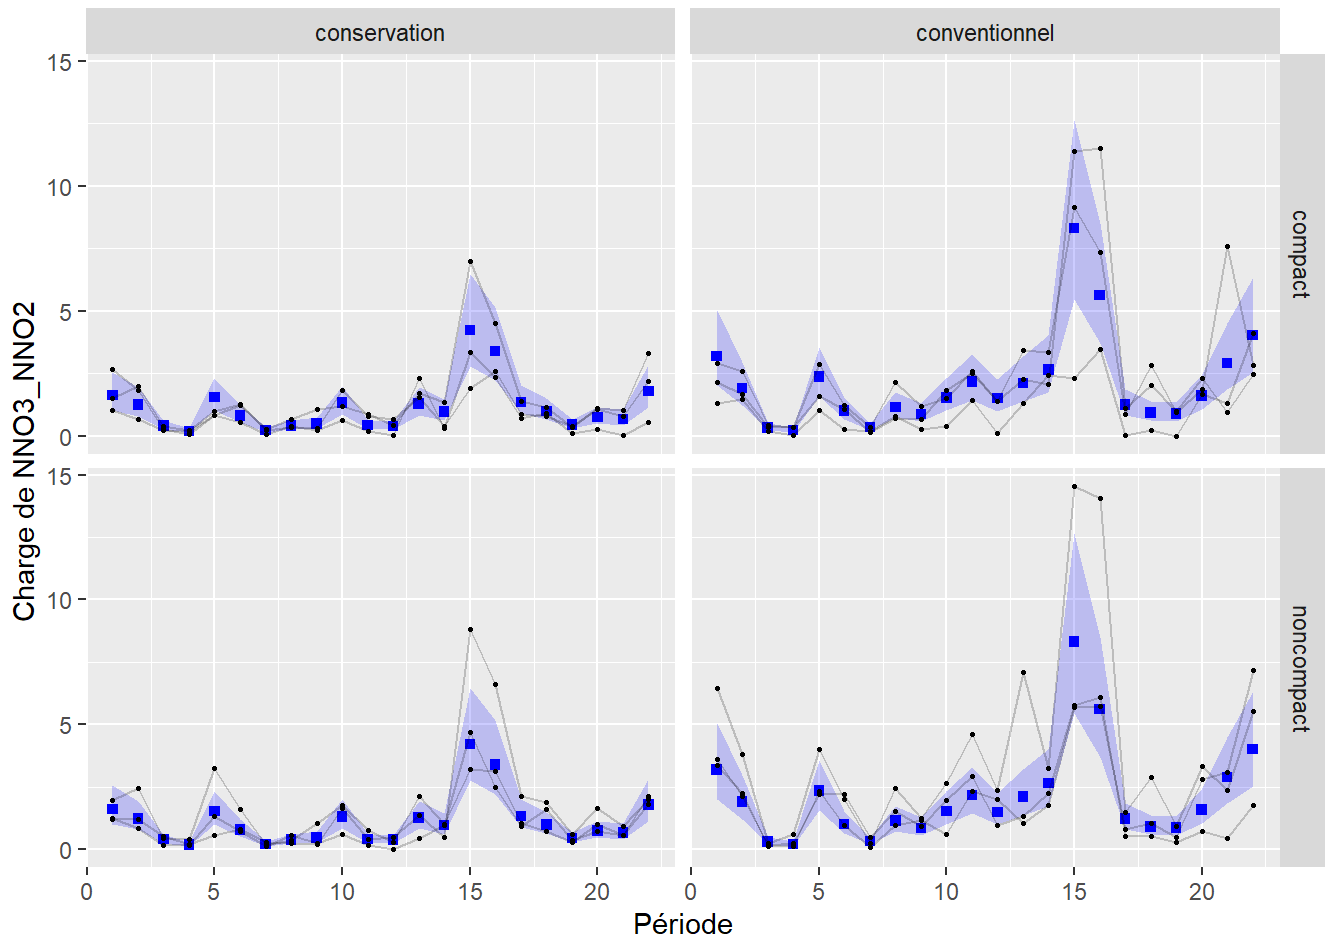 conservation conventionnel
15
10
5
0
compact
15
10
5
0
noncompact
Charge de NNO3_NNO2
0 5 10 15 20 0 5 10 15 20
Période